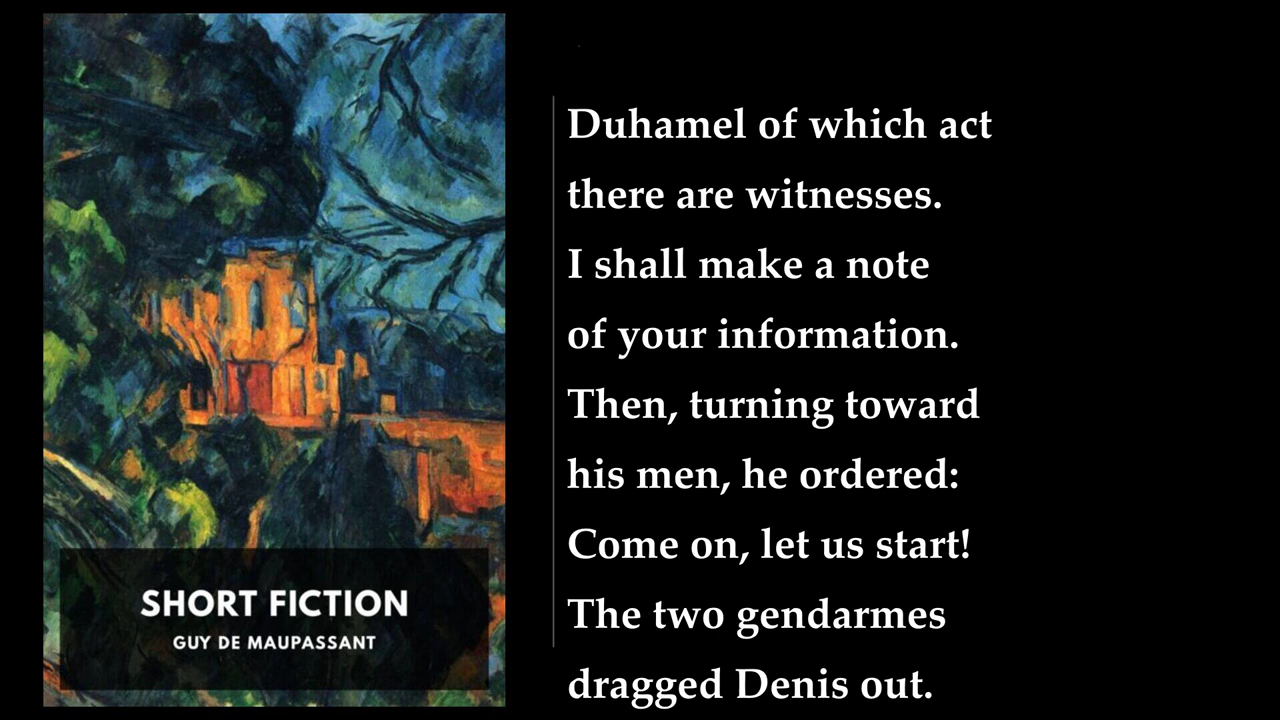 SHORT FICTION
GUY DE MAUPASSANT
Duhamel of which act
there are witnesses.
I shall make a note
of your information.
Then, turning toward
his men, he ordered:
Come on, let us start!
The two gendarmes
dragged Denis out.